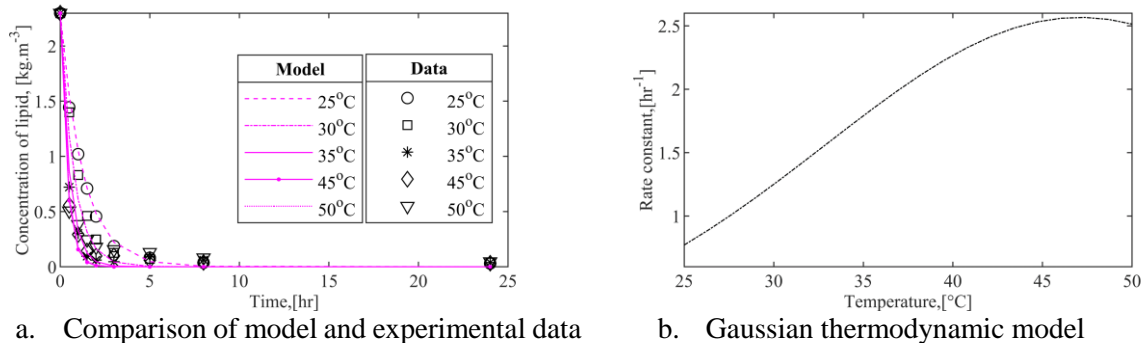 Concentration of lipid, [kg.m⁻³]
2
1.5
1
0.5
0
0 5 10 15 20 25
Time,[hr]
Model Data
25°C 25°C
30°C 30°C
35°C 35°C
45°C 45°C
50°C 50°C
a. Comparison of model and experimental data
Rate constant,[hr⁻¹]
2.5
2
1.5
1
25 30 35 40 45 50
Temperature,[°C]
b. Gaussian thermodynamic model